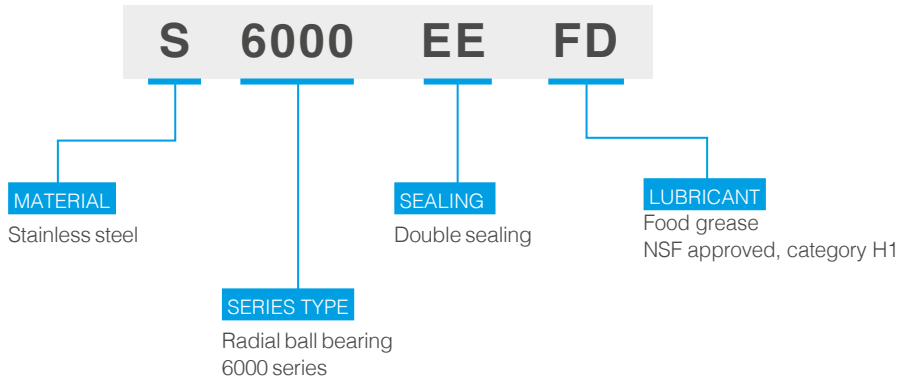 S 6000 EE FD
MATERIAL
Stainless steel
SERIES TYPE
Radial ball bearing
6000 series
SEALING
Double sealing
LUBRICANT
Food grease
NSF approved, category H1